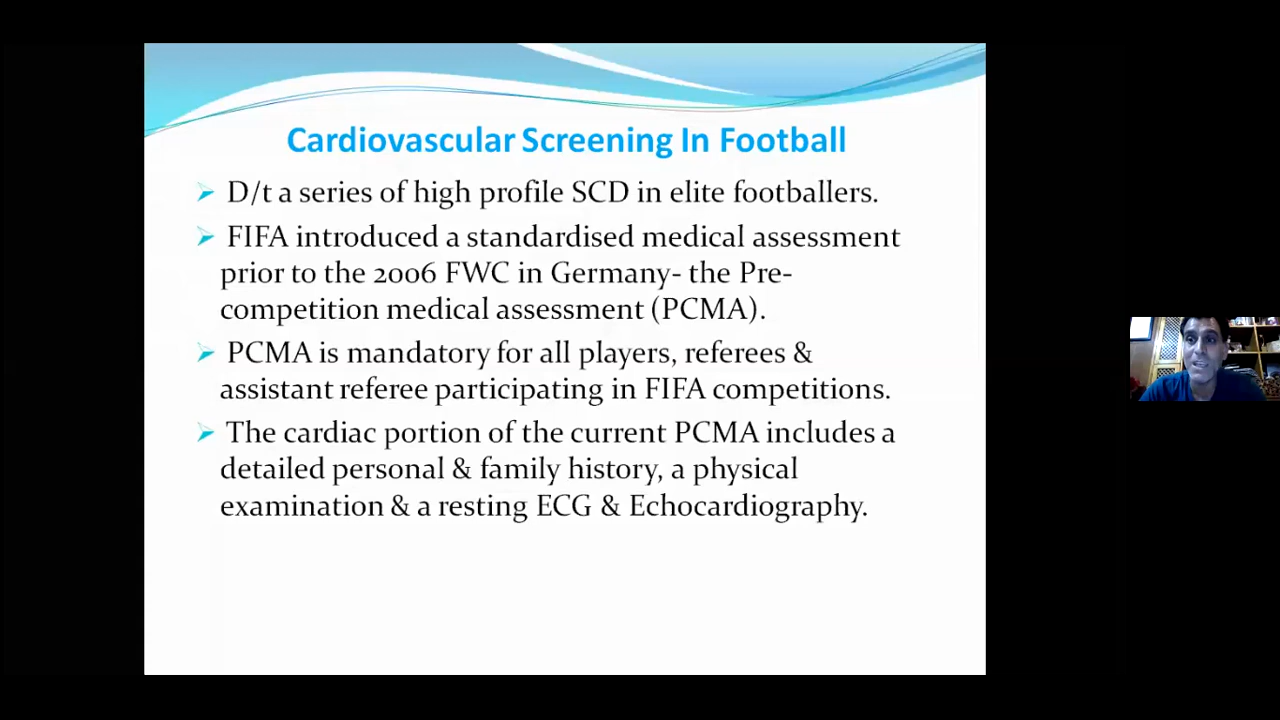 Cardiovascular Screening In Football
D/t a series of high profile SCD in elite footballers.
FIFA introduced a standardised medical assessment
prior to the 2006 FWC in Germany- the Pre-
competition medical assessment (PCMA).
PCMA is mandatory for all players, referees &
assistant referee participating in FIFA competitions.
The cardiac portion of the current PCMA includes a
detailed personal & family history, a physical
examination & a resting ECG & Echocardiography.